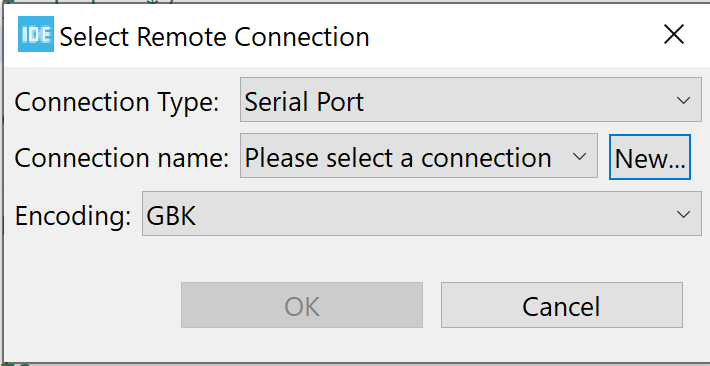 IDE Select Remote Connection
Connection Type: Serial Port
Connection name: Please select a connection New...
Encoding: GBK
OK Cancel